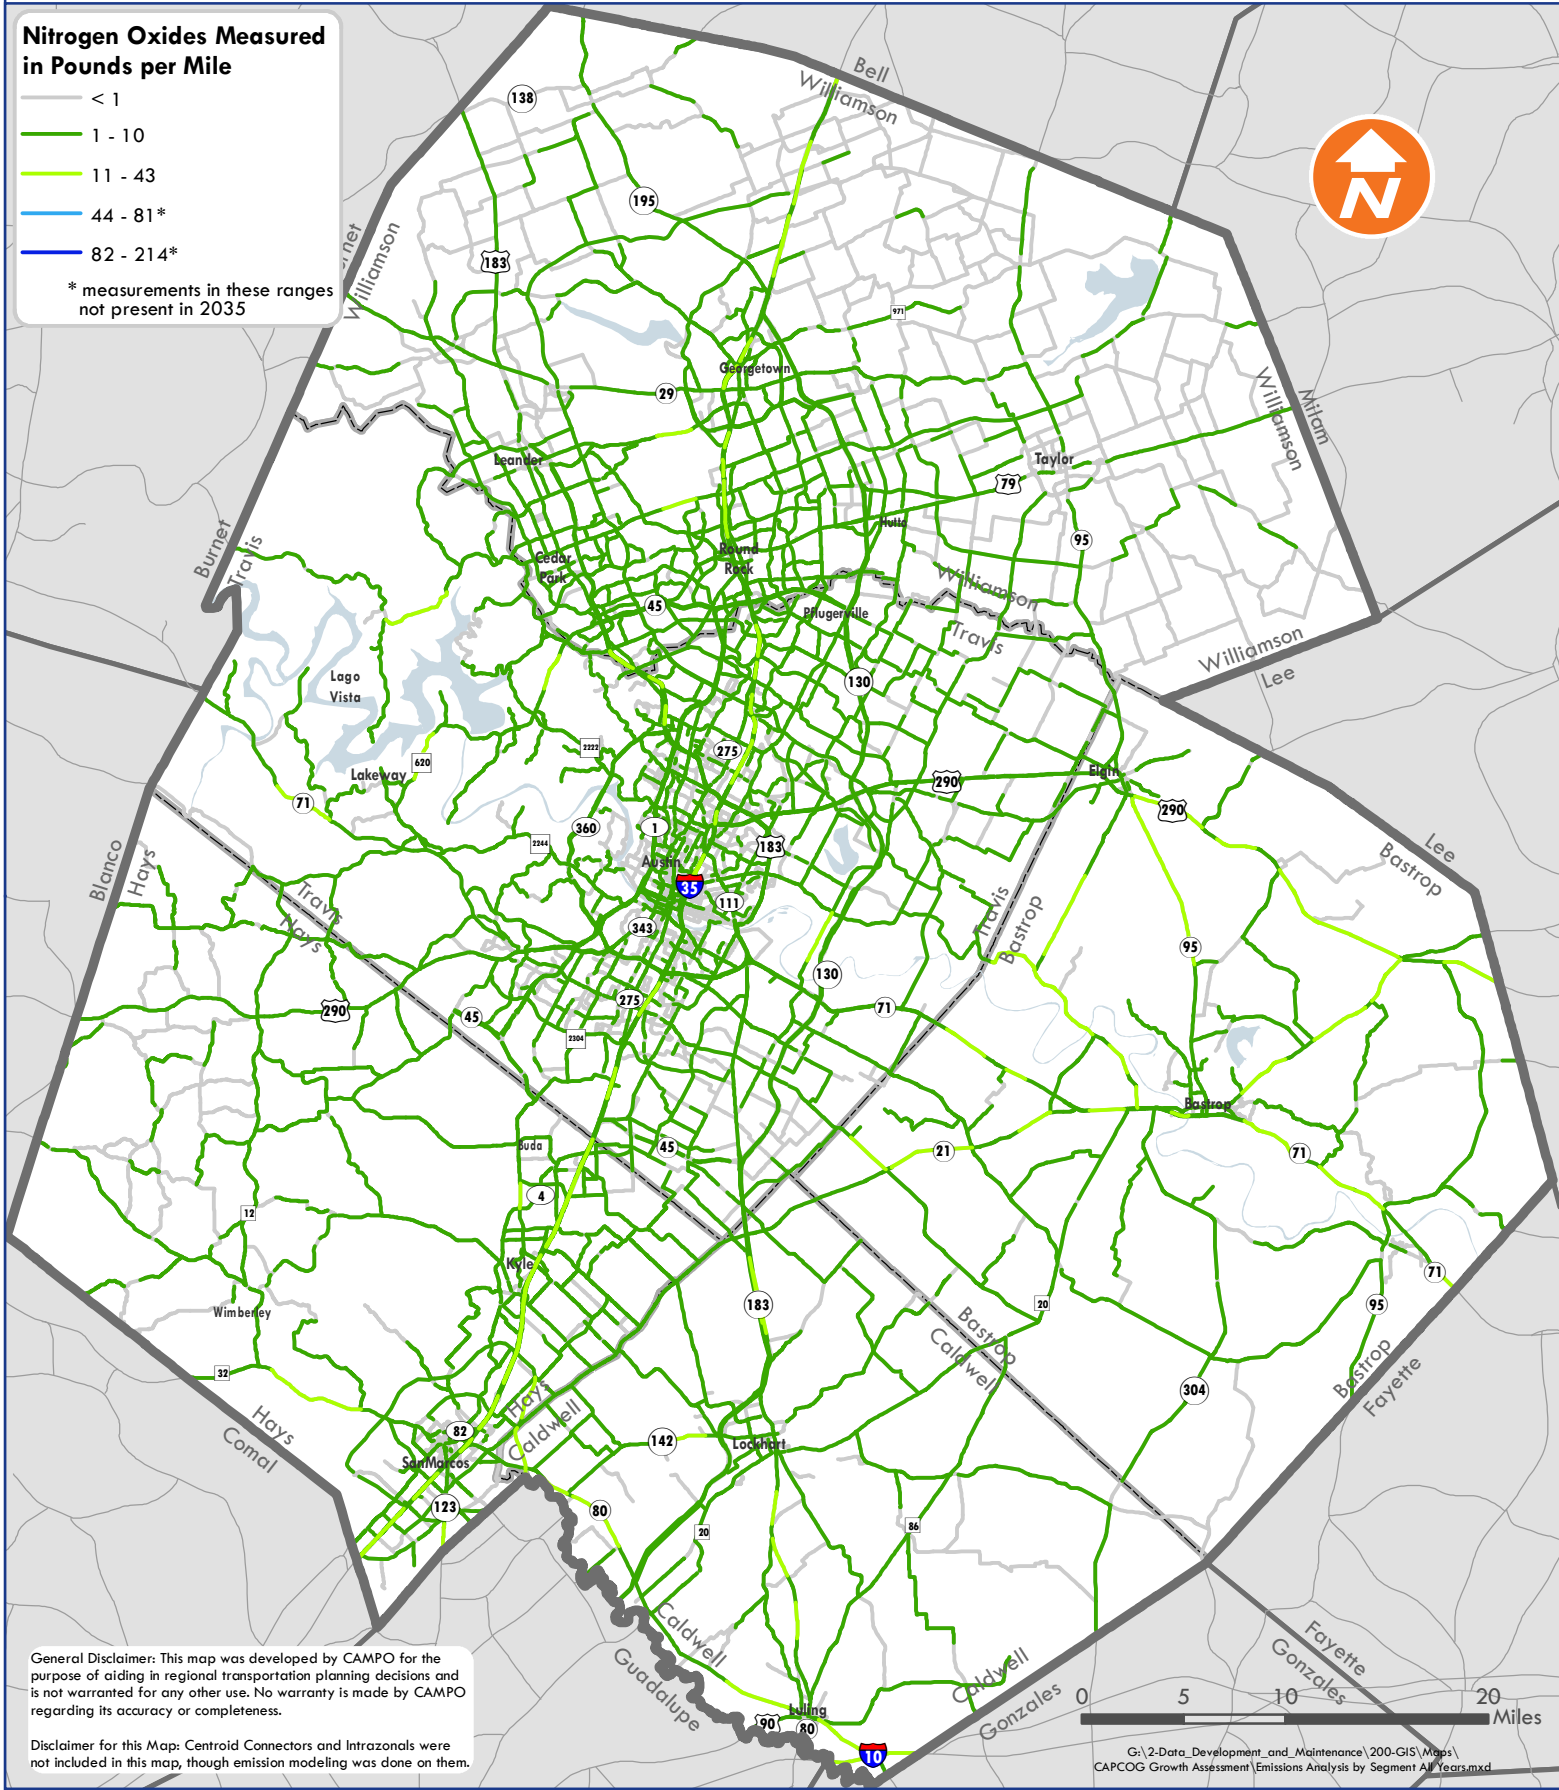 Nitrogen Oxides Measured
in Pounds per Mile
< 1
1 - 10
11 - 43
44 - 81*
82 - 214*
* measurements in these ranges
not present in 2035
Bell
Williamson
N
138
195
183
Williamson
971
Georgetown
29
Williamson
Milam
Leander
Taylor
79
Hutto
95
Burnet
Travis
Cedar
Park
Round
Rock
45
Pflugerville
Williamson
Travis
Williamson
Lee
Lago
Vista
130
2222
275
620
Lakeway
71
Elgin
290
290
360
1
2244
183
Austin
35
Blanco
Hays
Travis
Hays
111
343
Travis
Bastrop
Lee
Bastrop
95
130
290
45
275
71
2304
Bastrop
Buda
45
21
71
4
12
Kyle
71
183
20
95
Wimberley
Bastrop
Caldwell
32
Bastrop
Fayette
304
Hays
Comal
Hays
Caldwell
82
142
Lockhart
SanMarcos
123
80
20
86
Caldwell
Guadalupe
Caldwell
Gonzales
Fayette
Gonzales
Luling
90
80
10
0 5 10 20
Miles
General Disclaimer: This map was developed by CAMPO for the
purpose of aiding in regional transportation planning decisions and
is not warranted for any other use. No warranty is made by CAMPO
regarding its accuracy or completeness.
Disclaimer for this Map: Centroid Connectors and Intrazonals were
not included in this map, though emission modeling was done on them.
G:\2-Data_Development_and_Maintenance\200-GIS\Maps\
CAPCOG Growth Assessment\Emissions Analysis by Segment All Years.mxd